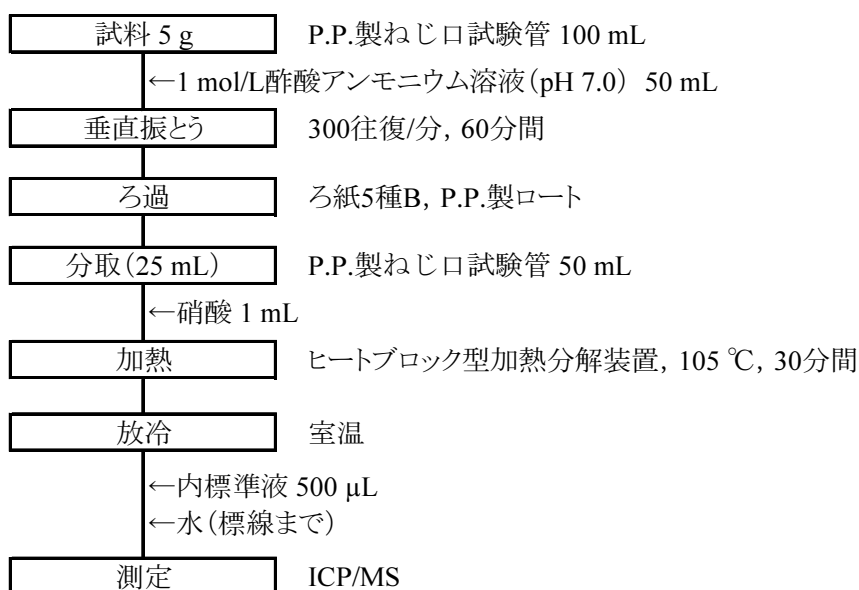 試料 5 g P.P.製ねじ口試験管 100 mL
←1 mol/L酢酸アンモニウム溶液(pH 7.0) 50 mL
垂直振とう 300往復/分, 60分間
ろ過 ろ紙5種B, P.P.製ロート
分取(25 mL) P.P.製ねじ口試験管 50 mL
←硝酸 1 mL
加熱 ヒートブロック型加熱分解装置, 105 ℃, 30分間
放冷 室温
←内標準液 500 μL
←水(標線まで)
測定 ICP/MS